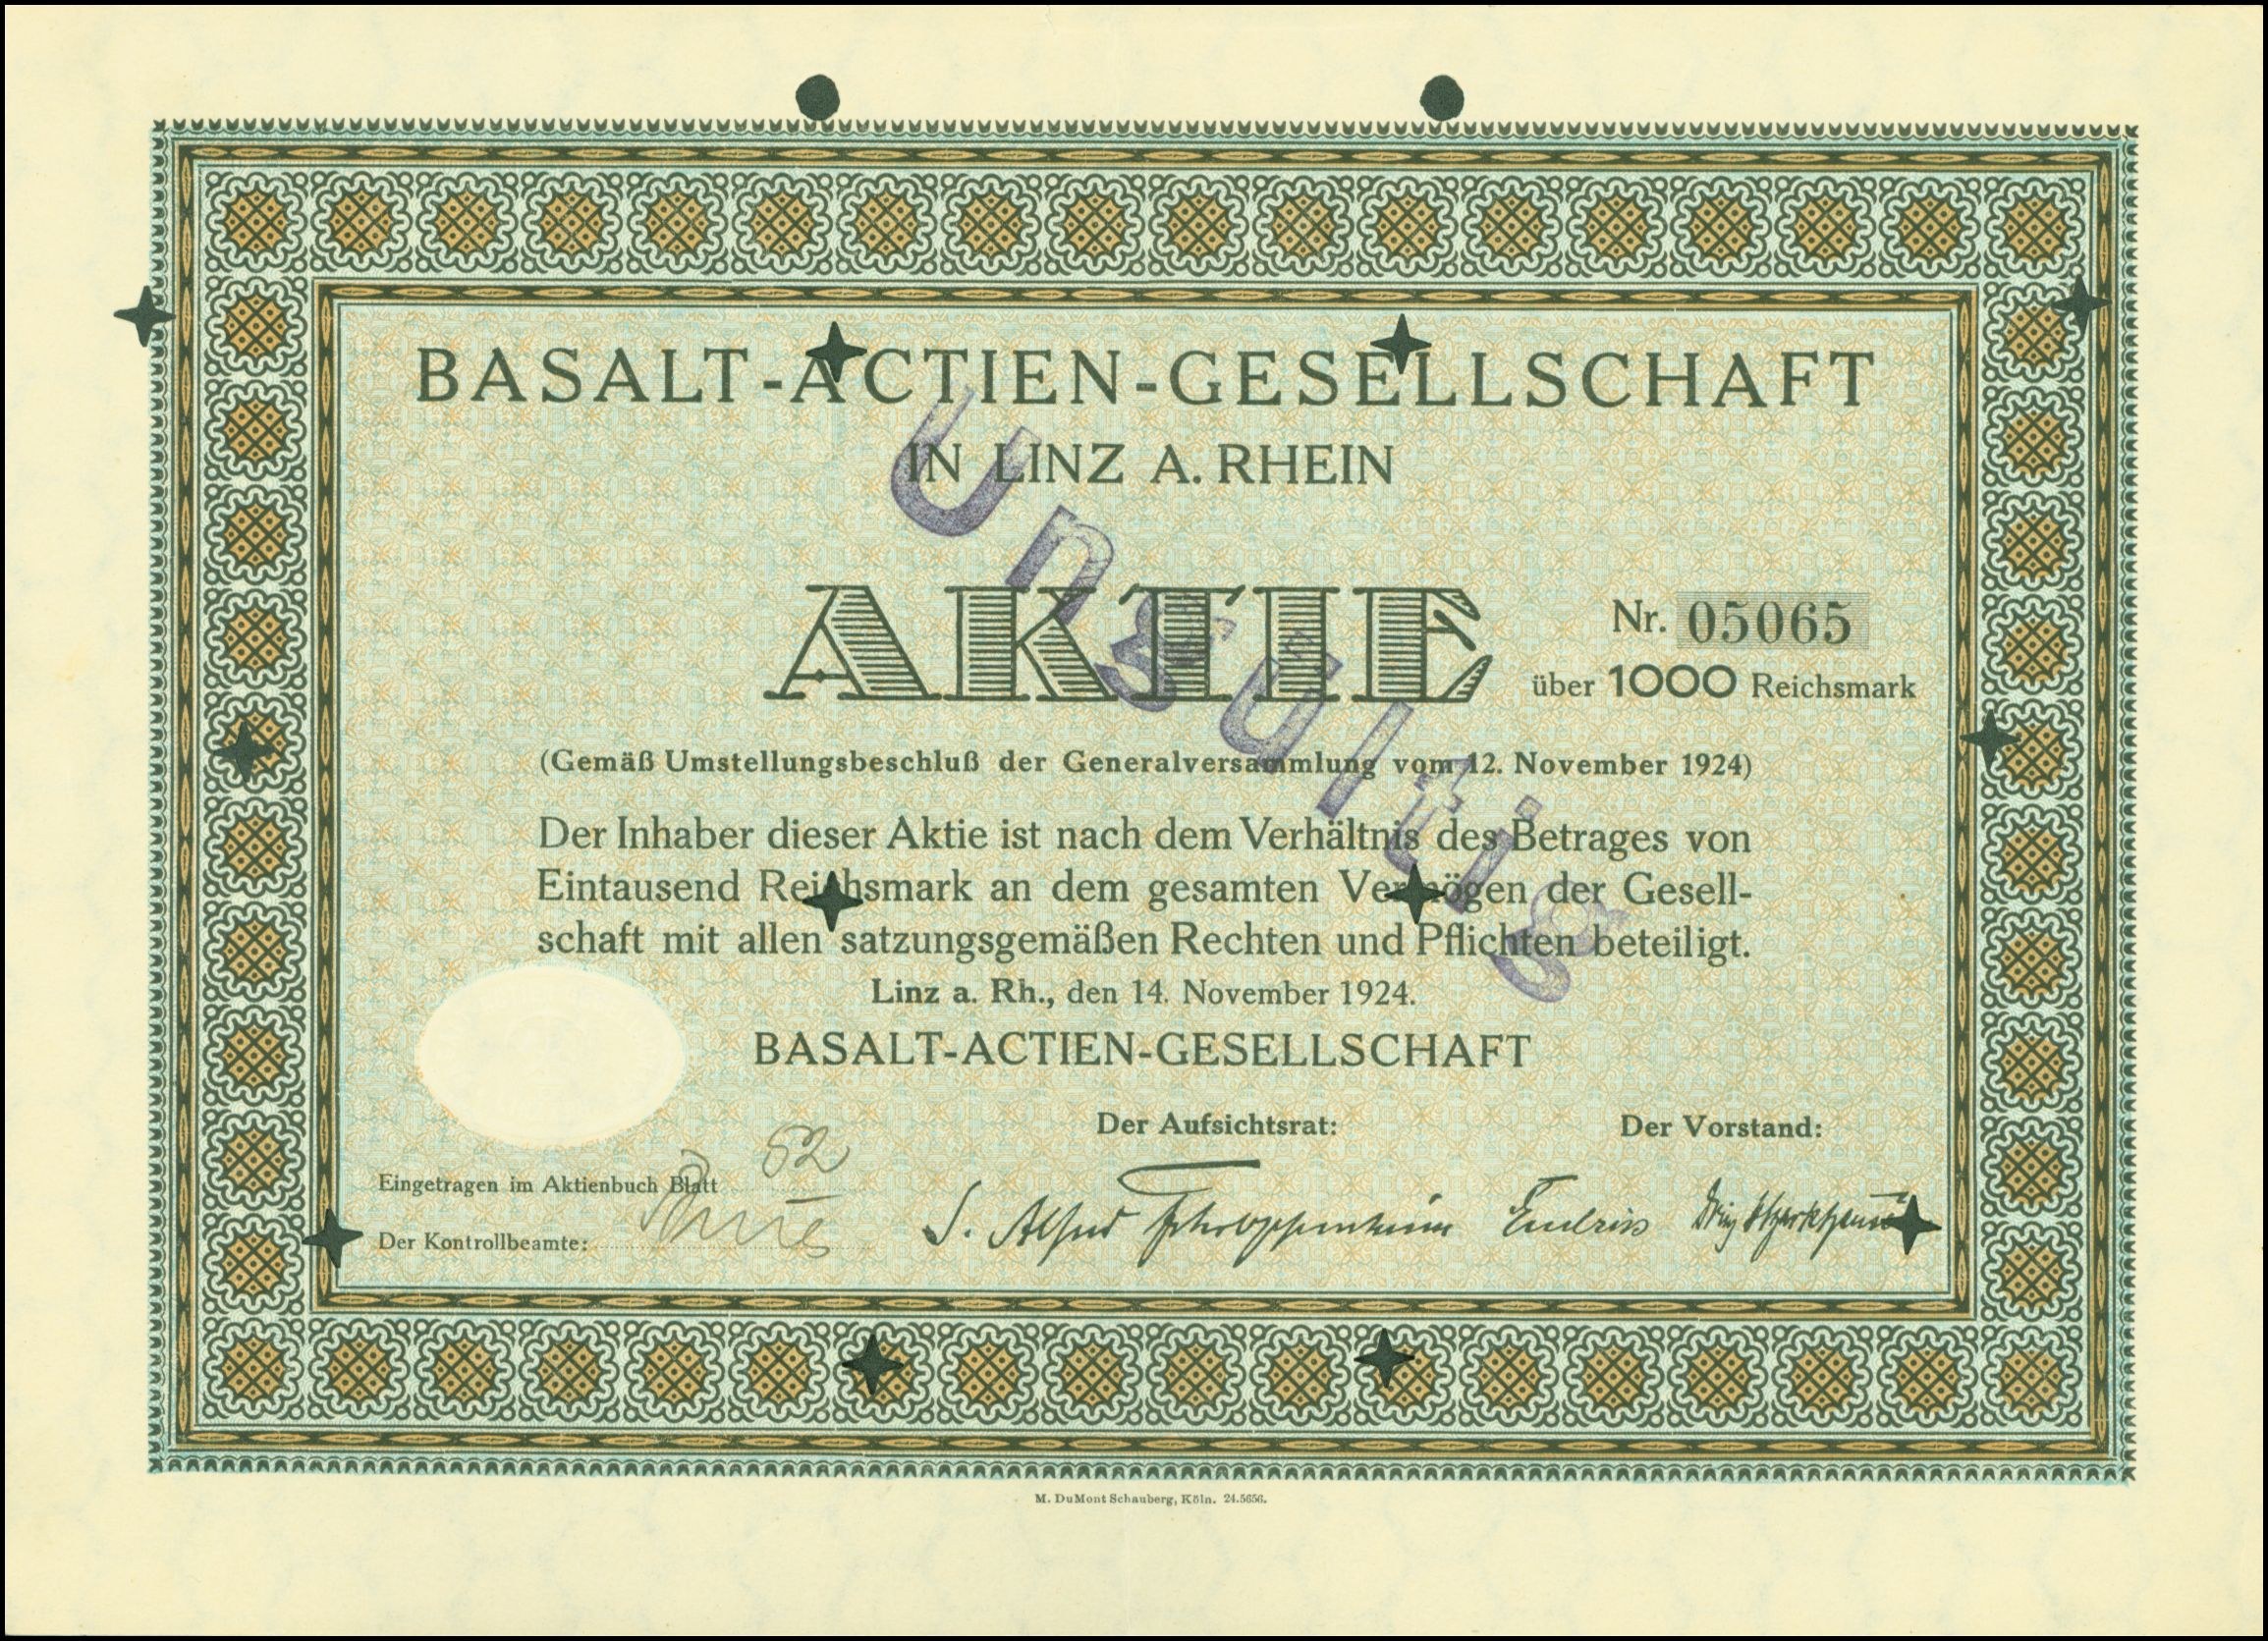 BASALT-ACTIEN-GESELLSCHAFT
IN LINZ A. RHEIN
Ungültig
AKTIE
Nr. 05065
über 1000 Reichsmark
(Gemäß Umstellungsbeschluß der Generalversammlung vom 12. November 1924)
Der Inhaber dieser Aktie ist nach dem Verhältnis des Betrages von
Eintausend Reichsmark an dem gesamten Vermögen der Gesell-
schaft mit allen satzungsgemäßen Rechten und Pflichten beteiligt.
Linz a. Rh., den 14. November 1924.
BASALT-ACTIEN-GESELLSCHAFT
Der Aufsichtsrat:
Der Vorstand:
Eingetragen im Aktienbuch Blatt 52
Der Kontrollbeamte:
S. Alfred
M. DuMont Schauberg, Köln. 24.5656.